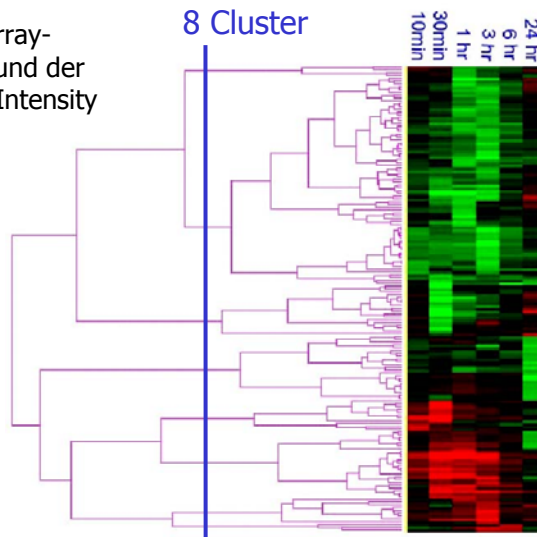 rray-
und der
Intensity
8 Cluster
10min
30min
1 hr
3 hr
6 hr
24 hr